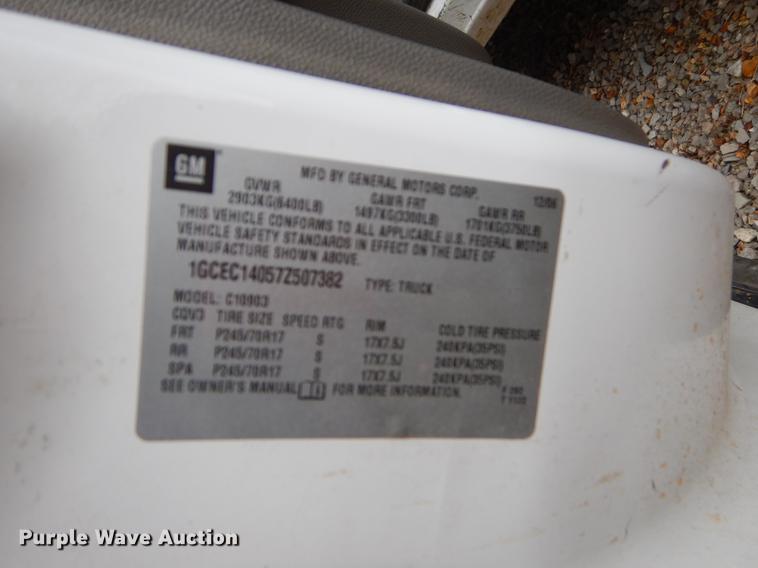 GM
MFD BY GENERAL MOTORS CORP. 12/06
GVWR GAWR FRT GAWR RR
2903KG(6400LB) 1497KG(3300LB) 1701KG(3750LB)
THIS VEHICLE CONFORMS TO ALL APPLICABLE U.S. FEDERAL MOTOR
VEHICLE SAFETY STANDARDS IN EFFECT ON THE DATE OF
MANUFACTURE SHOWN ABOVE.
1GCEC14057Z507382 TYPE: TRUCK
MODEL: C10903
TIRE SIZE SPEED RTG RIM COLD TIRE PRESSURE
FRT P245/70R17 S 17X7.5J 240KPA(35PSI)
RR P245/70R17 S 17X7.5J 240KPA(35PSI)
SPA P245/70R17 S 17X7.5J 240KPA(35PSI)
SEE OWNER'S MANUAL FOR MORE INFORMATION.
Purple Wave Auction